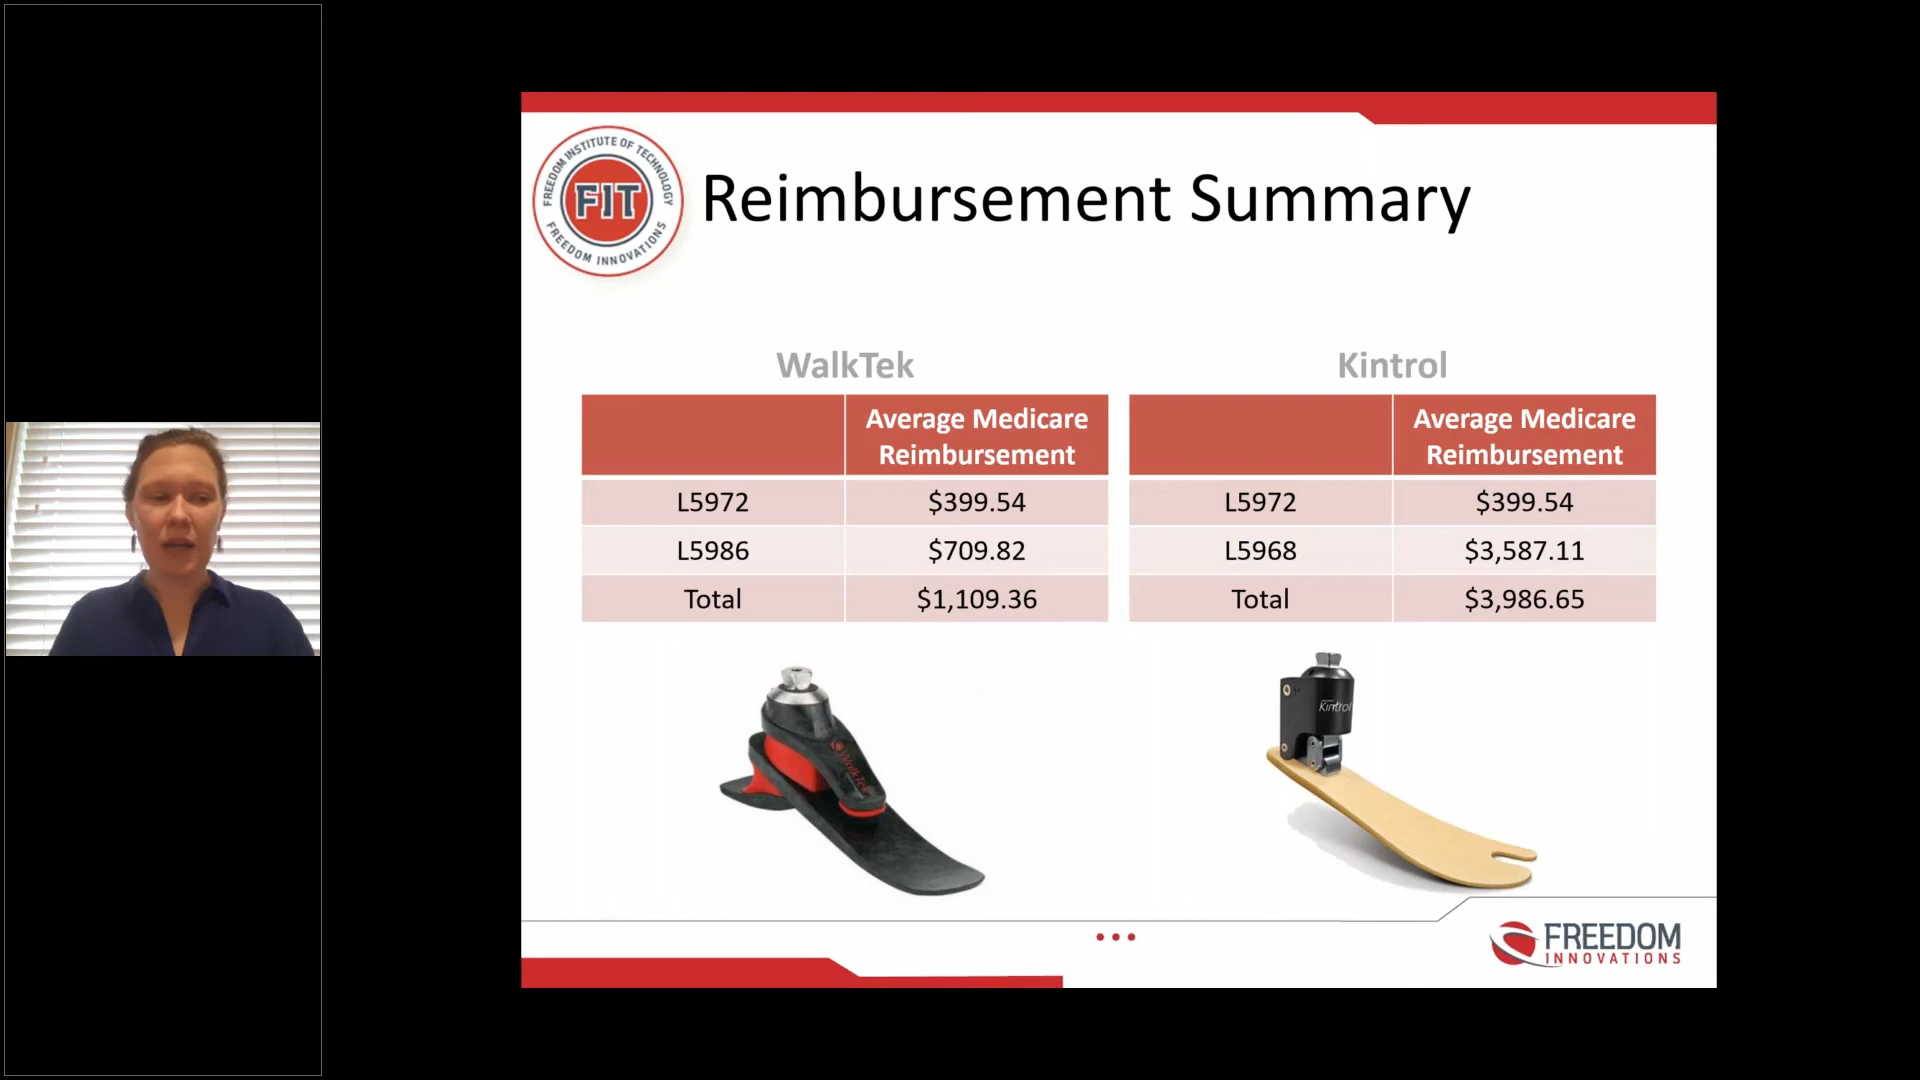 FREEDOM INSTITUTE OF TECHNOLOGY
FIT
FREEDOM INNOVATIONS
Reimbursement Summary
WalkTek
Average Medicare
Reimbursement
L5972 $399.54
L5986 $709.82
Total $1,109.36
Kintrol
Average Medicare
Reimbursement
L5972 $399.54
L5968 $3,587.11
Total $3,986.65
WalkTek
Kintrol
FREEDOM
INNOVATIONS